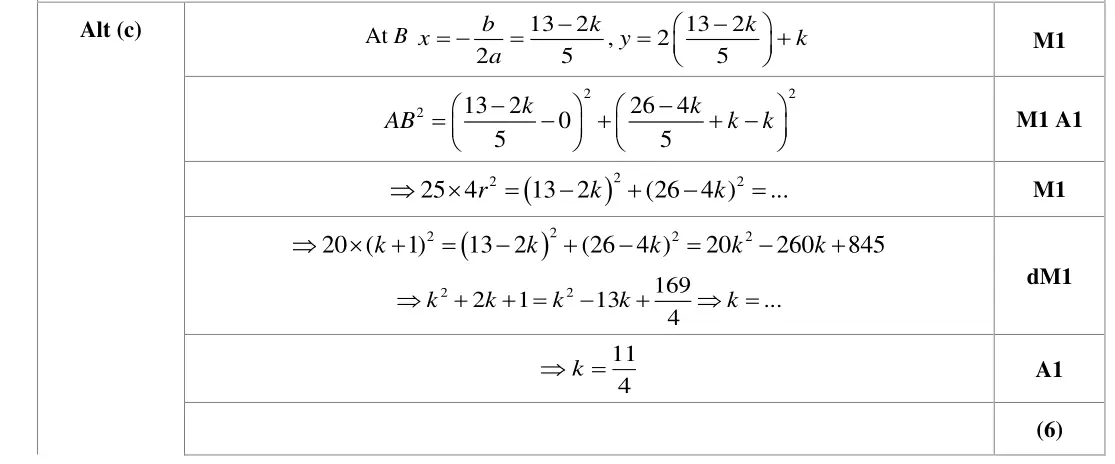 Alt (c)
At B x = −b/2a = (13 − 2k)/5, y = 2((13 − 2k)/5) + k M1
AB² = ((13 − 2k)/5 − 0)² + ((26 − 4k)/5 + k − k)² M1 A1
⇒ 25 × 4r² = (13 − 2k)² + (26 − 4k)² = ... M1
⇒ 20 × (k + 1)² = (13 − 2k)² + (26 − 4k)² = 20k² − 260k + 845
⇒ k² + 2k + 1 = k² − 13k + 169/4 ⇒ k = ... dM1
⇒ k = 11/4 A1
(6)